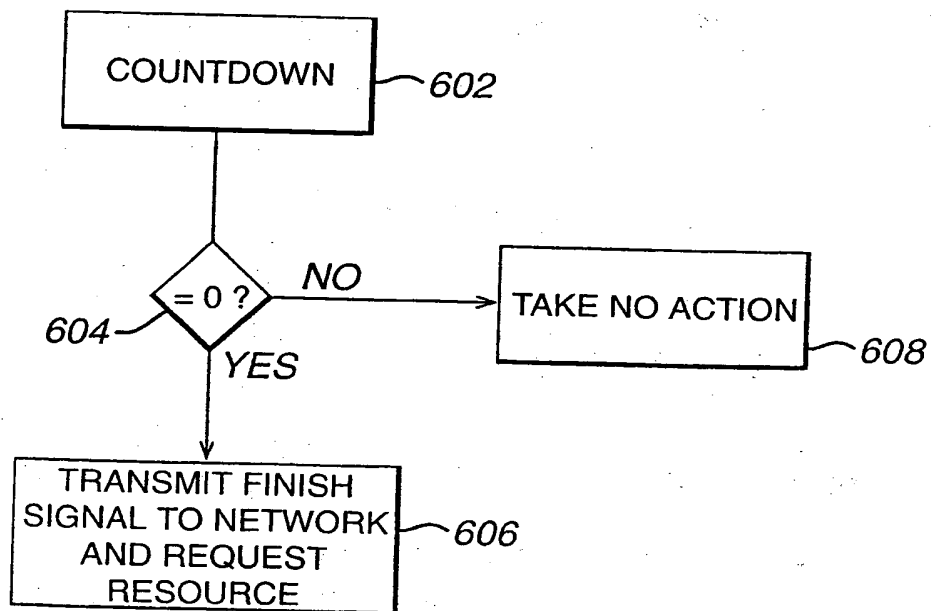 COUNTDOWN
602
= 0 ?
NO
604
TAKE NO ACTION
608
YES
TRANSMIT FINISH
SIGNAL TO NETWORK
AND REQUEST
RESOURCE
606